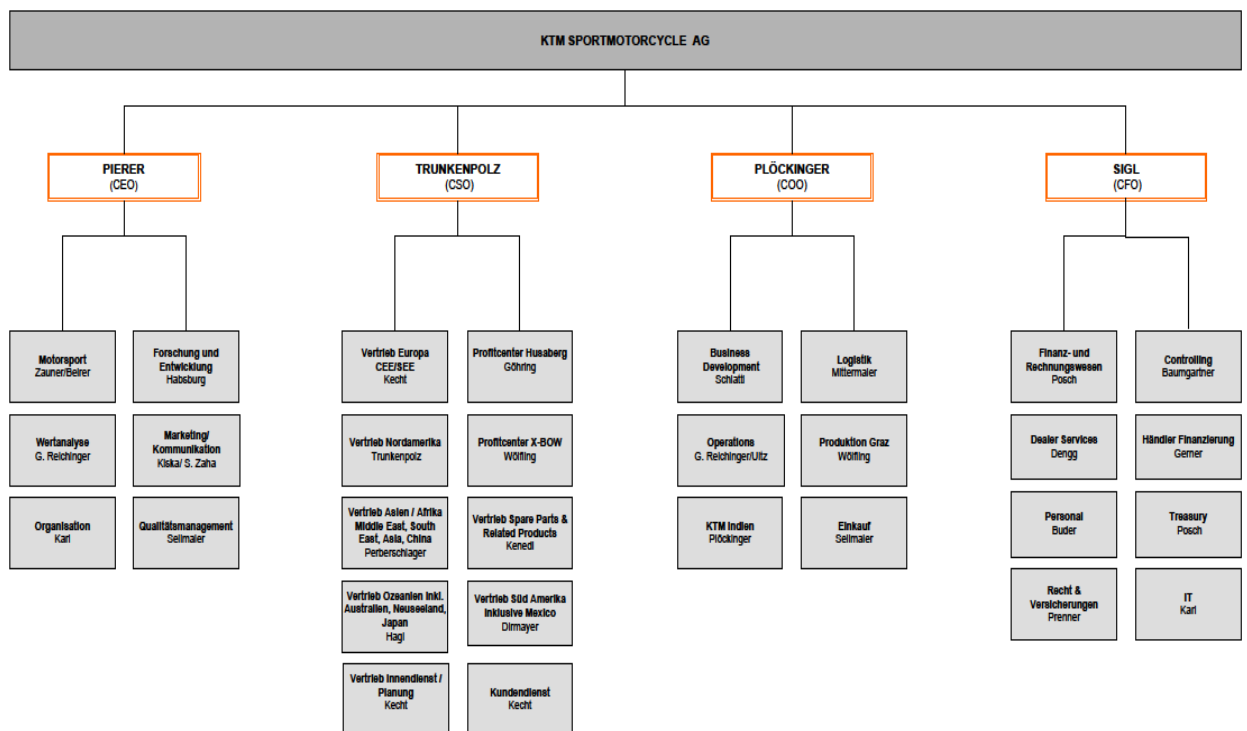 KTM SPORTMOTORCYCLE AG
PIERER
(CEO)
TRUNKENPOLZ
(CSO)
PLÖCKINGER
(COO)
SIGL
(CFO)
Motorsport
Zauner/Beirer
Forschung und
Entwicklung
Habsburg
Wertanalyse
G. Reichinger
Marketing/
Kommunikation
Kiska/ S. Zaha
Organisation
Karl
Qualitätsmanagement
Sellmaier
Vertrieb Europa
CEE/SEE
Kecht
Profitcenter Husaberg
Göhring
Vertrieb Nordamerika
Trunkenpolz
Profitcenter X-BOW
Wölfling
Vertrieb Asien / Afrika
Middle East, South
East, Asia, China
Perberschlager
Vertrieb Spare Parts &
Related Products
Kenedi
Vertrieb Ozeanien inkl.
Australien, Neuseeland,
Japan
Hagl
Vertrieb Süd Amerika
Inklusive Mexico
Dirmayer
Vertrieb Innendienst /
Planung
Kecht
Kundendienst
Kecht
Business
Development
Schlattl
Logistik
Mittermaier
Operations
G. Reichinger/Uitz
Produktion Graz
Wölfling
KTM Indien
Plöckinger
Einkauf
Sellmaier
Finanz- und
Rechnungswesen
Posch
Controlling
Baumgartner
Dealer Services
Dengg
Händler Finanzierung
Gerner
Personal
Buder
Treasury
Posch
Recht &
Versicherungen
Prenner
IT
Karl